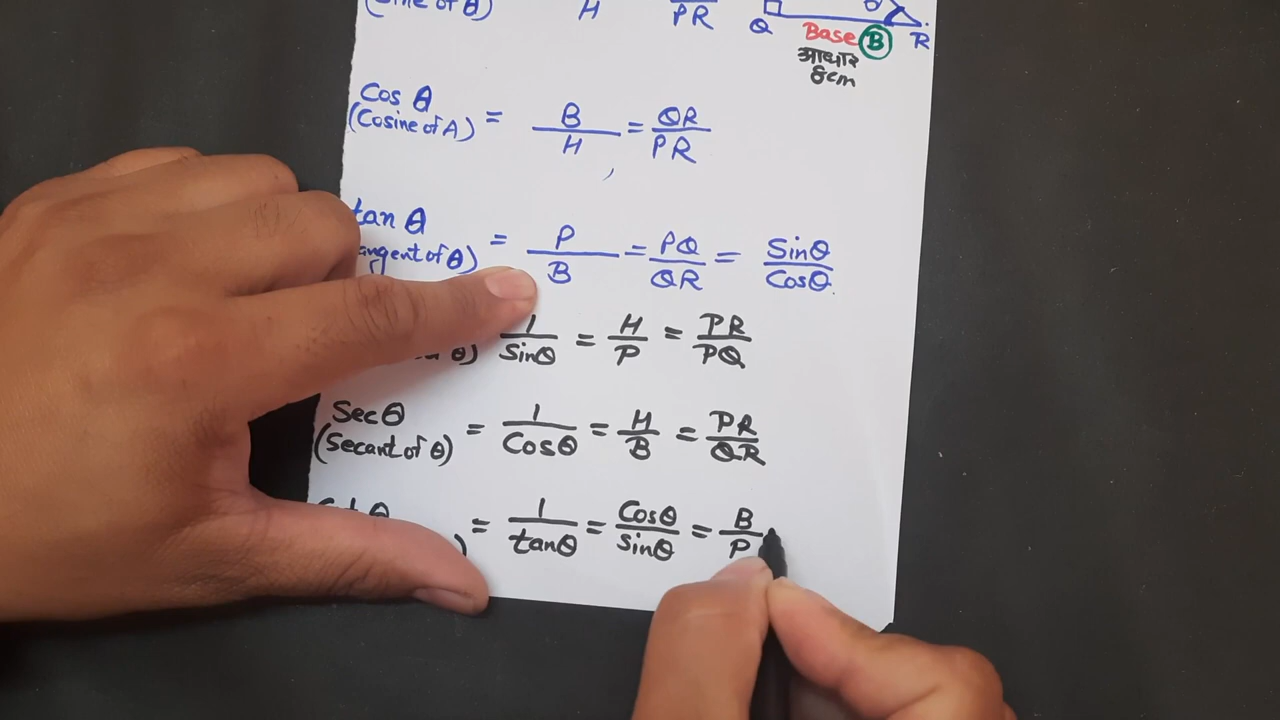 (Sine of θ) H PR Q Base B R
आधार
8cm
Cos θ = B/H = QR/PR
(Cosine of A)
,
tan θ = P/B = PQ/QR = Sinθ/Cosθ.
angent of θ)
1/Sinθ = H/P = PR/PQ
θ)
Sec θ = 1/Cosθ = H/B = PR/QR
(Secant of θ)
= 1/tanθ = Cosθ/Sinθ = B/P
)